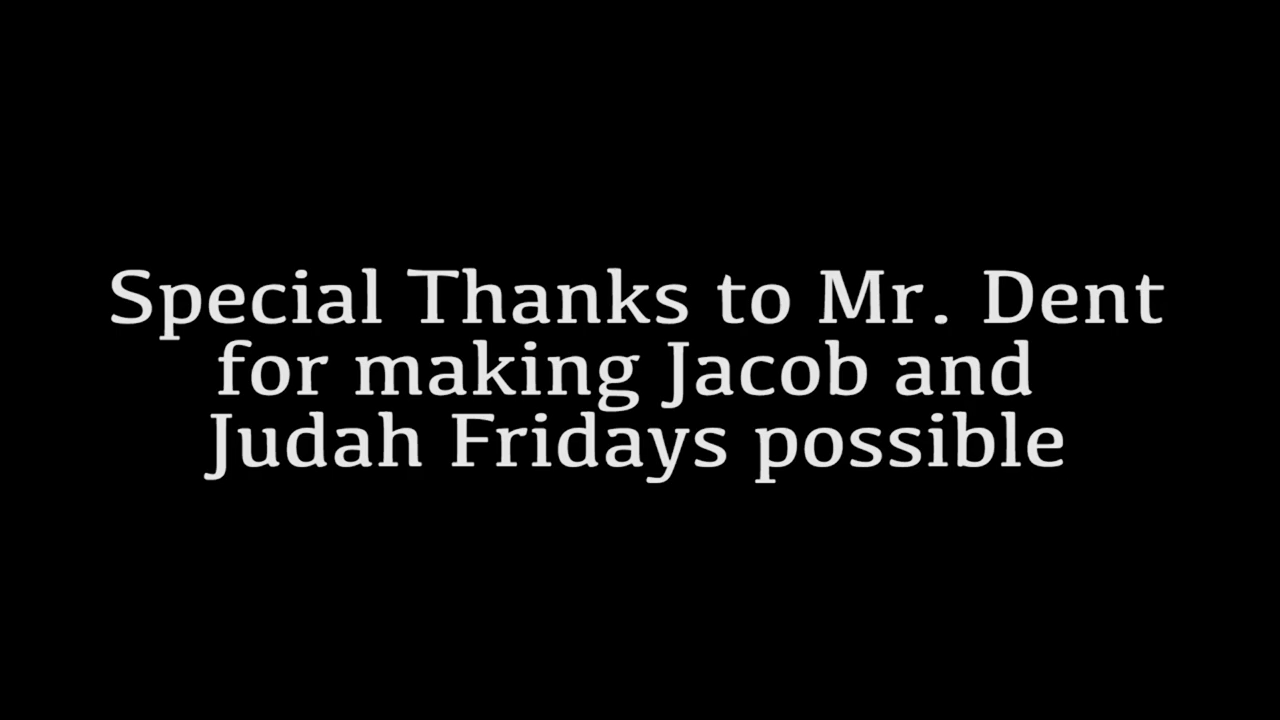 Special Thanks to Mr. Dent
for making Jacob and
Judah Fridays possible